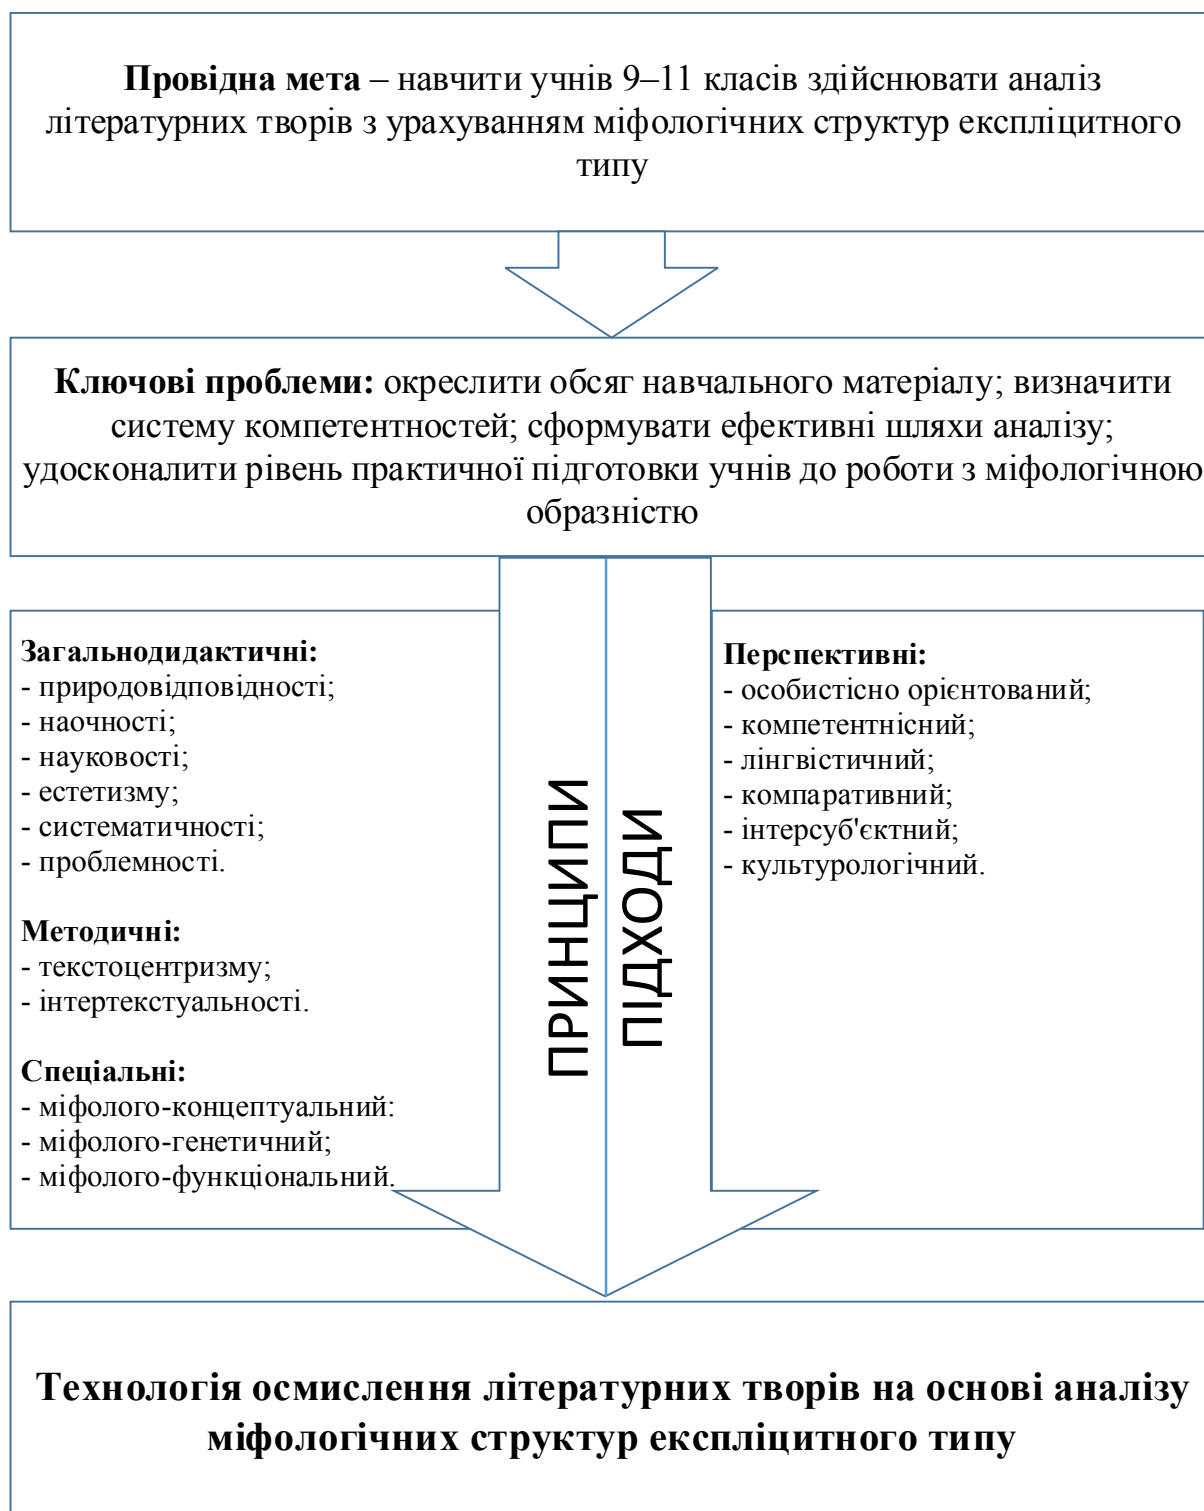 Провідна мета – навчити учнів 9–11 класів здійснювати аналіз
літературних творів з урахуванням міфологічних структур експліцитного
типу
Ключові проблеми: окреслити обсяг навчального матеріалу; визначити
систему компетентностей; сформувати ефективні шляхи аналізу;
удосконалити рівень практичної підготовки учнів до роботи з міфологічною
образністю
Загальнодидактичні:
- природовідповідності;
- наочності;
- науковості;
- естетизму;
- систематичності;
- проблемності.
Методичні:
- текстоцентризму;
- інтертекстуальності.
Спеціальні:
- міфолого-концептуальний:
- міфолого-генетичний;
- міфолого-функціональний.
ПРИНЦИПИ
ПІДХОДИ
Перспективні:
- особистісно орієнтований;
- компетентнісний;
- лінгвістичний;
- компаративний;
- інтерсуб'єктний;
- культурологічний.
Технологія осмислення літературних творів на основі аналізу
міфологічних структур експліцитного типу